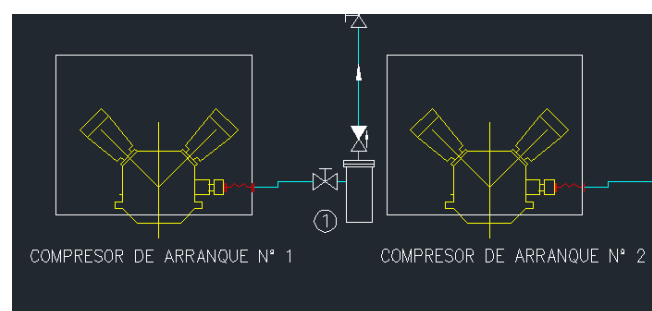 1
COMPRESOR DE ARRANQUE Nº 1
COMPRESOR DE ARRANQUE Nº 2